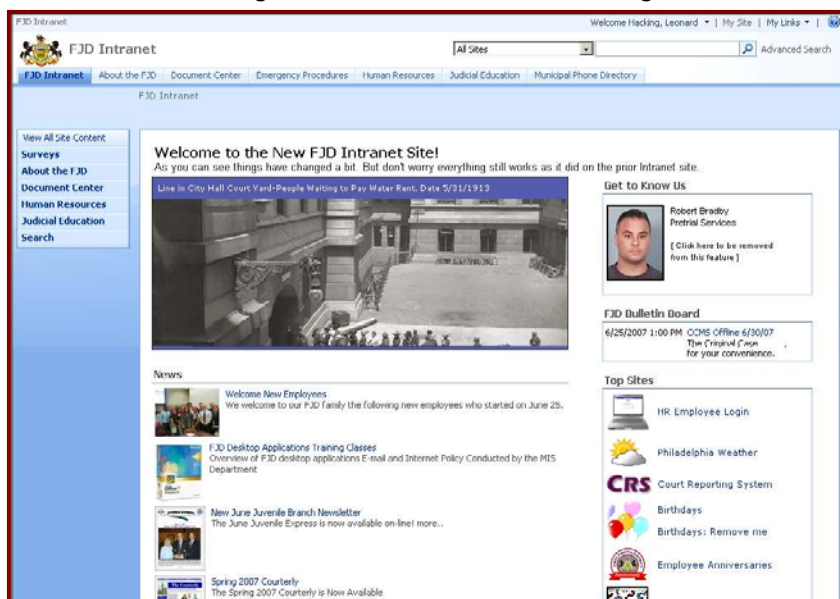 FJD Intranet
Welcome Hacking, Leonard | My Site | My Links |
FJD Intranet
All Sites
Advanced Search
FJD Intranet About the FJD Document Center Emergency Procedures Human Resources Judicial Education Municipal Phone Directory
FJD Intranet
View All Site Content
Surveys
About the FJD
Document Center
Human Resources
Judicial Education
Search
Welcome to the New FJD Intranet Site!
As you can see things have changed a bit. But don't worry everything still works as it did on the prior Intranet site.
Line in City Hall Court Yard-People Waiting to Pay Water Rent. Date 5/31/1913
News
Welcome New Employees
We welcome to our FJD family the following new employees who started on June 25.
FJD Desktop Applications Training Classes
Overview of FJD desktop applications E-mail and Internet Policy Conducted by the MIS
Department
New June Juvenile Branch Newsletter
The June Juvenile Express is now available on-line! more..
Spring 2007 Courterly
The Spring 2007 Courterly is Now Available
Get to Know Us
Robert Bradby
Pretrial Services
[ Click here to be removed
from this feature ]
FJD Bulletin Board
6/25/2007 1:00 PM CCMS Offline 6/30/07
The Criminal Case
for your convenience.
Top Sites
HR Employee Login
Philadelphia Weather
CRS Court Reporting System
Birthdays
Birthdays: Remove me
Employee Anniversaries